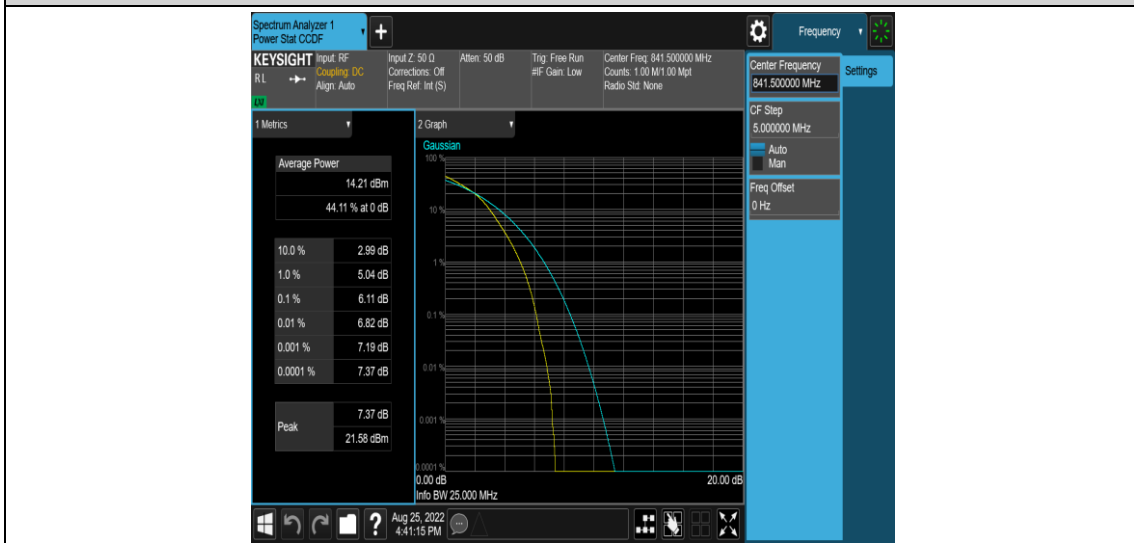 Spectrum Analyzer 1
Power Stat CCDF
+
Frequency
KEYSIGHT
RL
LXI
Input: RF
Coupling: DC
Align: Auto
Input Z: 50 Ω
Corrections: Off
Freq Ref: Int (S)
Atten: 50 dB
Trig: Free Run
#IF Gain: Low
Center Freq: 841.500000 MHz
Counts: 1.00 M/1.00 Mpt
Radio Std: None
Center Frequency
841.500000 MHz
Settings
CF Step
5.000000 MHz
Auto
Man
Freq Offset
0 Hz
1 Metrics
Average Power
14.21 dBm
44.11 % at 0 dB
10.0 % 2.99 dB
1.0 % 5.04 dB
0.1 % 6.11 dB
0.01 % 6.82 dB
0.001 % 7.19 dB
0.0001 % 7.37 dB
Peak
7.37 dB
21.58 dBm
2 Graph
Gaussian
100 %
10 %
1 %
0.1 %
0.01 %
0.001 %
0.0001 %
0.00 dB 20.00 dB
Info BW 25.000 MHz
?
Aug 25, 2022
4:41:15 PM